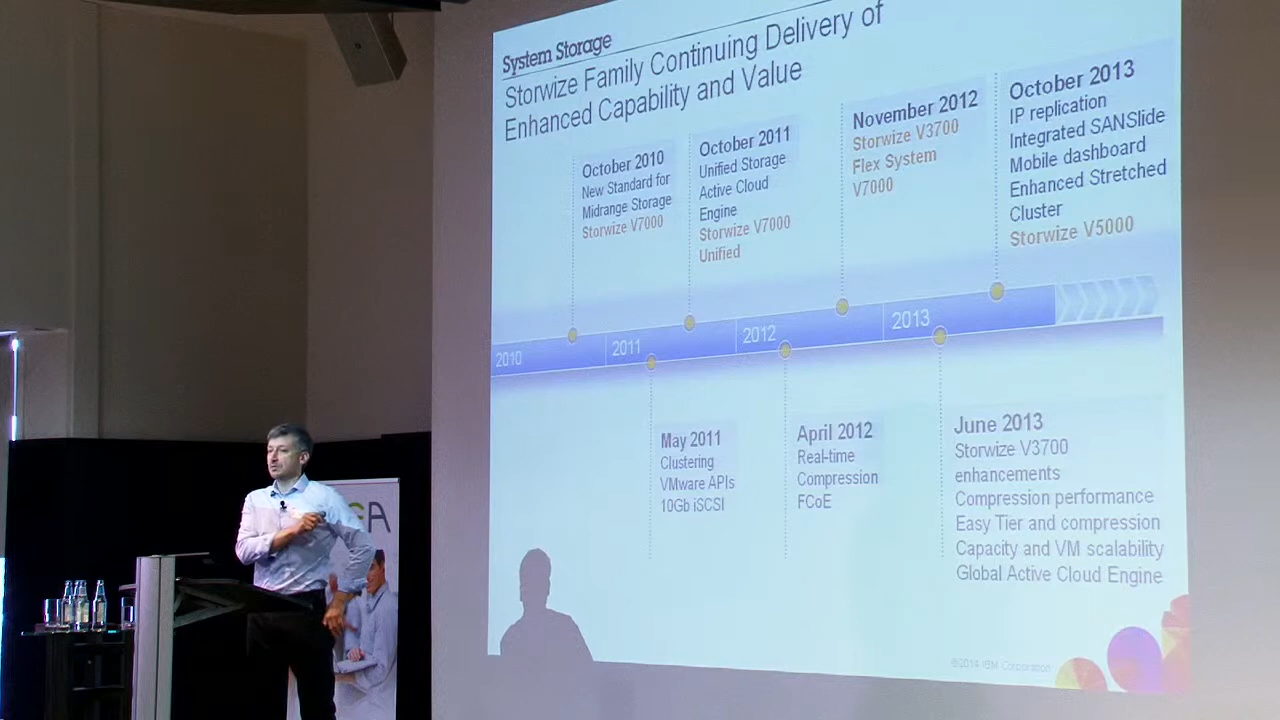 System Storage
Storwize Family Continuing Delivery of
Enhanced Capability and Value
October 2010
New Standard for
Midrange Storage
Storwize V7000
October 2011
Unified Storage
Active Cloud
Engine
Storwize V7000
Unified
November 2012
Storwize V3700
Flex System
V7000
October 2013
IP replication
Integrated SANSlide
Mobile dashboard
Enhanced Stretched
Cluster
Storwize V5000
2010
2011
2012
2013
May 2011
Clustering
VMware APIs
10Gb iSCSI
April 2012
Real-time
Compression
FCoE
June 2013
Storwize V3700
enhancements
Compression performance
Easy Tier and compression
Capacity and VM scalability
Global Active Cloud Engine
©2014 IBM Corporation